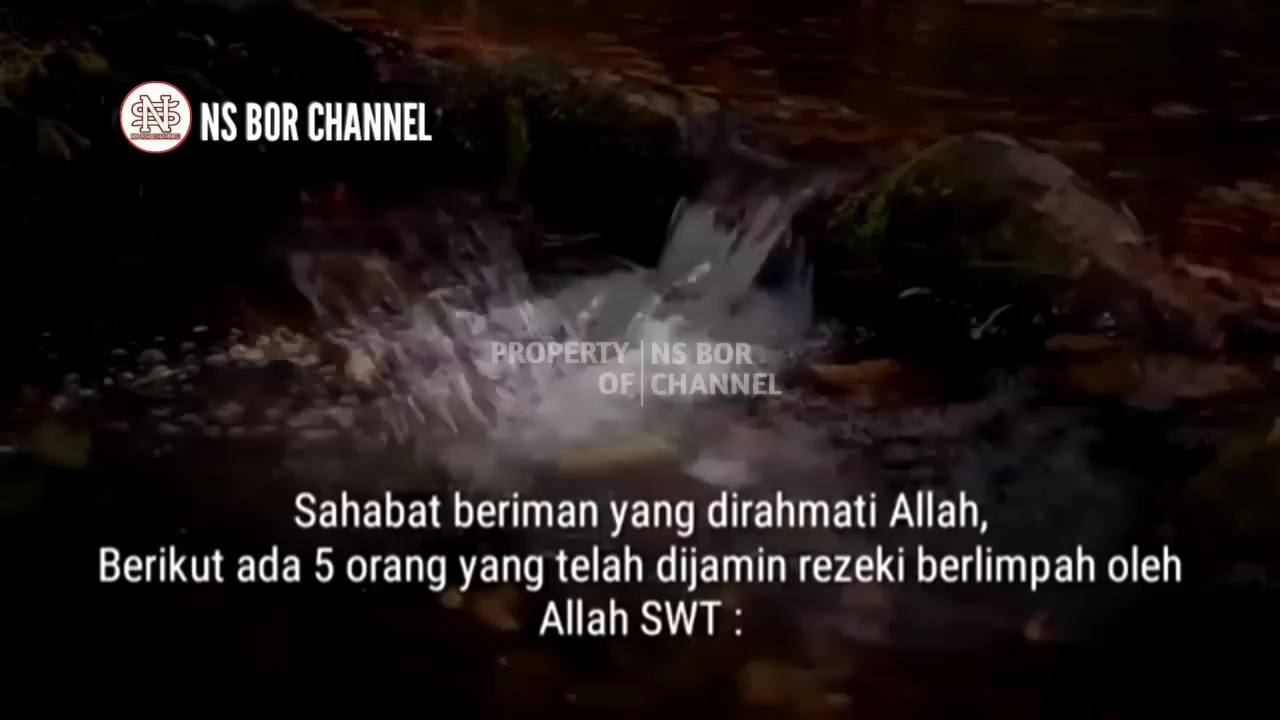 NS BOR CHANNEL
PROPERTY OF
NS BOR CHANNEL
Sahabat beriman yang dirahmati Allah,
Berikut ada 5 orang yang telah dijamin rezeki berlimpah oleh
Allah SWT :